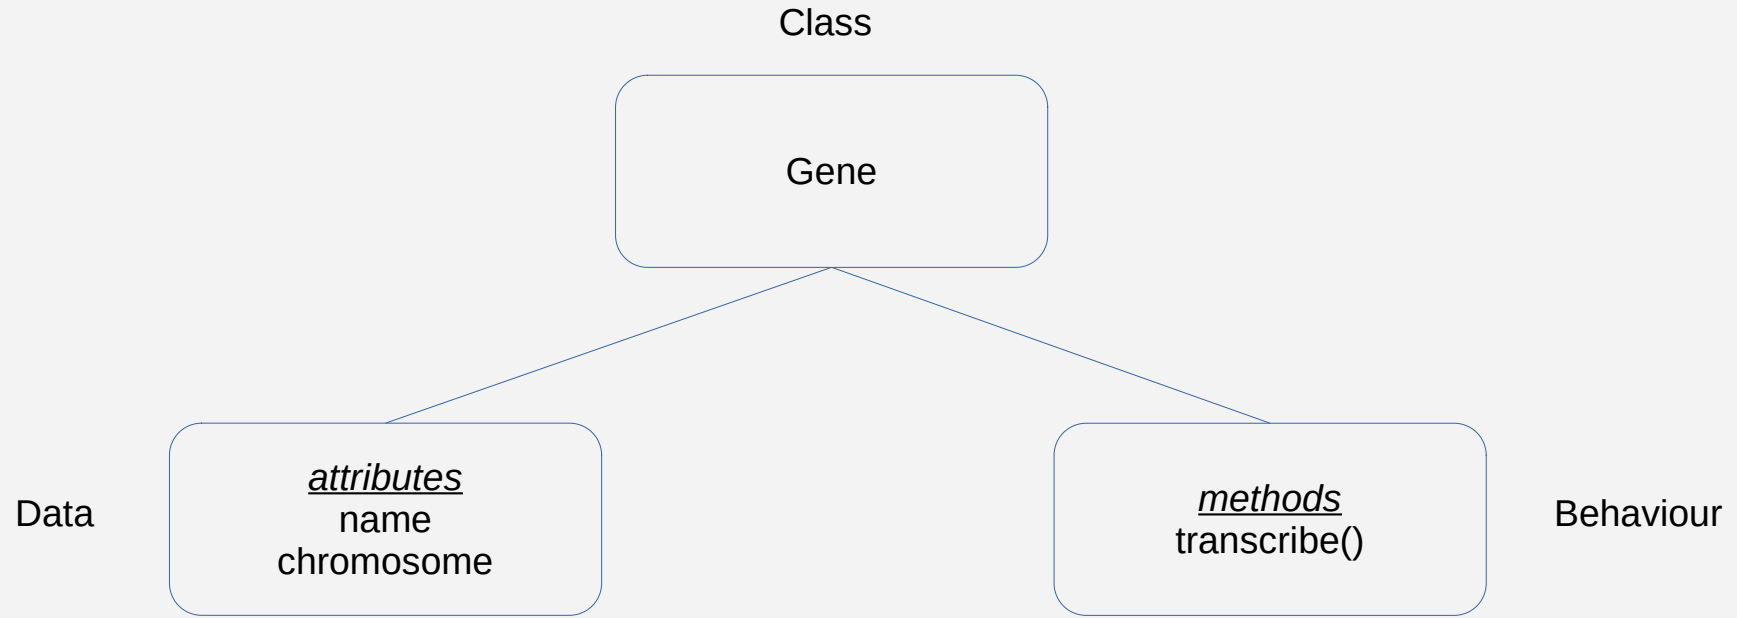 Class
Gene
Data
attributes
name
chromosome
methods
transcribe()
Behaviour